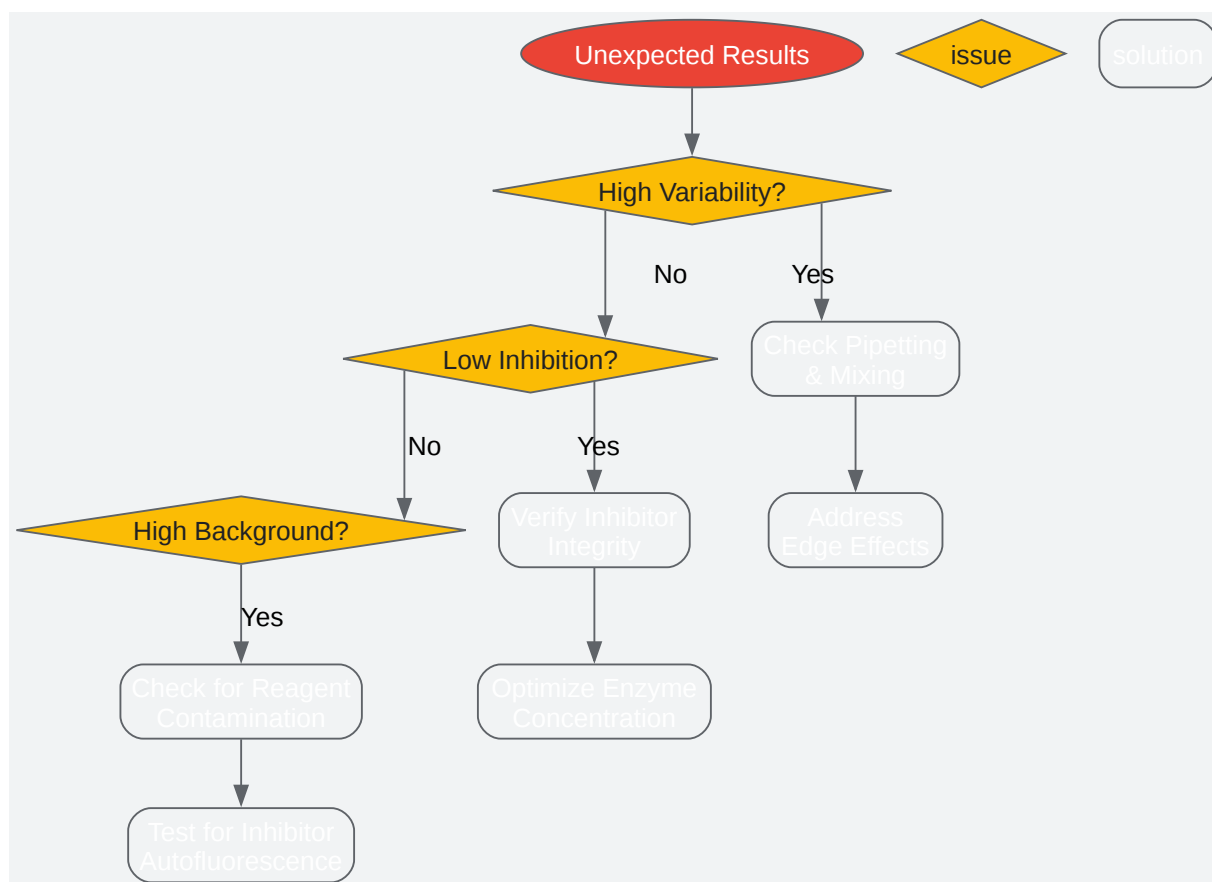 Unexpected Results
issue
solution
High Variability?
No
Yes
Low Inhibition?
Check Pipetting
& Mixing
No
Yes
High Background?
Verify Inhibitor
Integrity
Address
Edge Effects
Yes
Check for Reagent
Contamination
Optimize Enzyme
Concentration
Test for Inhibitor
Autofluorescence